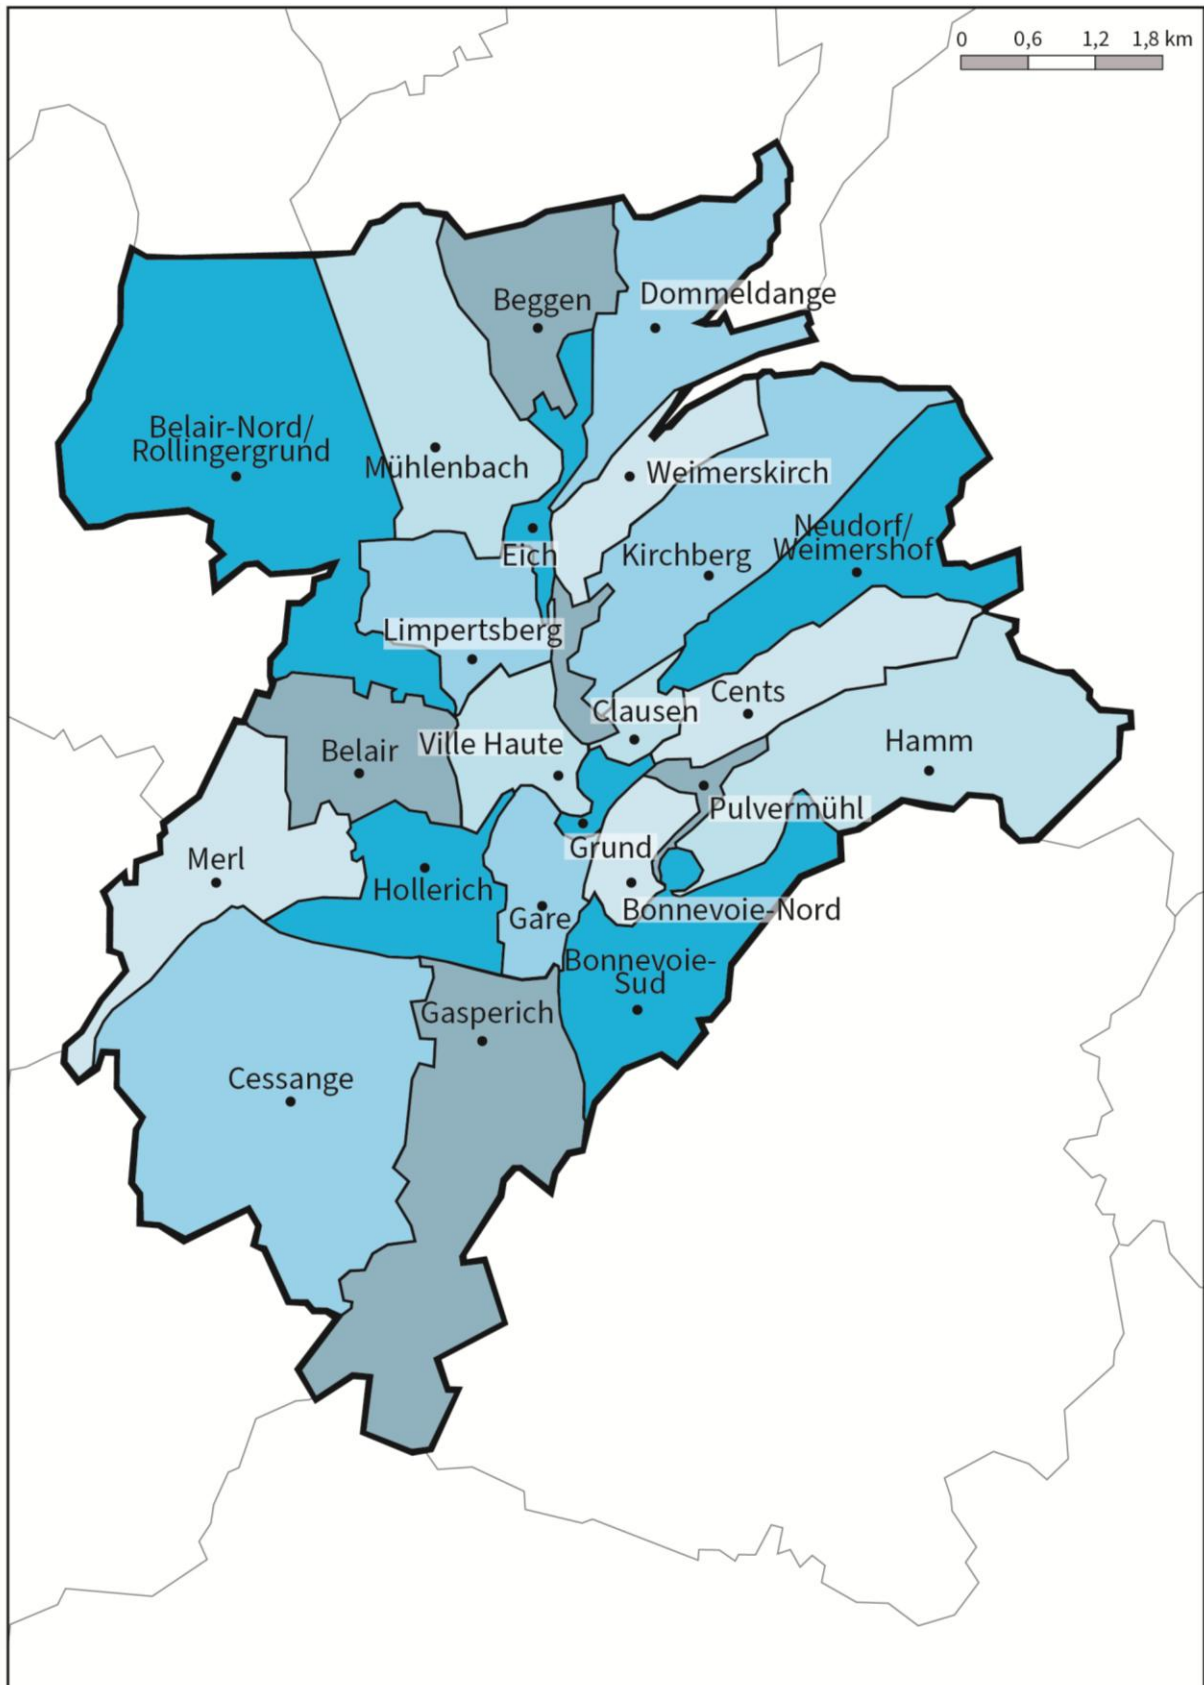 0 0,6 1,2 1,8 km
Beggen
Dommeldange
Belair-Nord/
Rollingergrund
Mühlenbach
Weimerskirch
Neudorf/
Weimershof
Eich
Kirchberg
Limpertsberg
Cents
Clausen
Ville Haute
Belair
Hamm
Pulvermühl
Grund
Merl
Hollerich
Gare
Bonnevoie-Nord
Bonnevoie-
Sud
Gasperich
Cessange